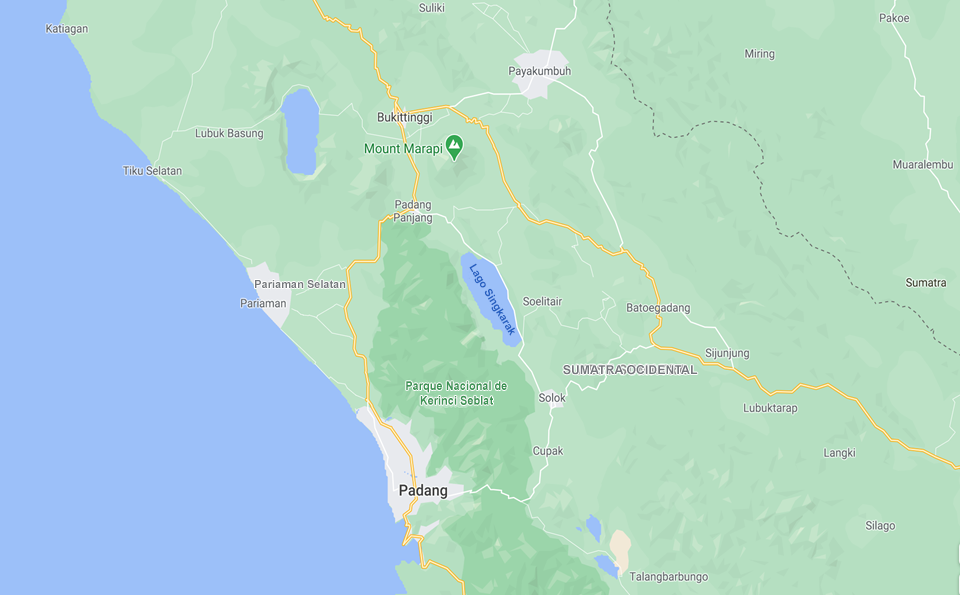 Suliki
Pakoe
Katiagan
Miring
Payakumbuh
Bukittinggi
Lubuk Basung
Mount Marapi
Muaralembu
Tiku Selatan
Padang
Panjang
Pariaman Selatan
Sumatra
Lago Singkarak
Pariaman
Soelitair
Batoegadang
Sijunjung
SUMATRA OCIDENTAL
Parque Nacional de
Kerinci Seblat
Solok
Lubuktarap
Cupak
Langki
Padang
Silago
Talangbarbungo